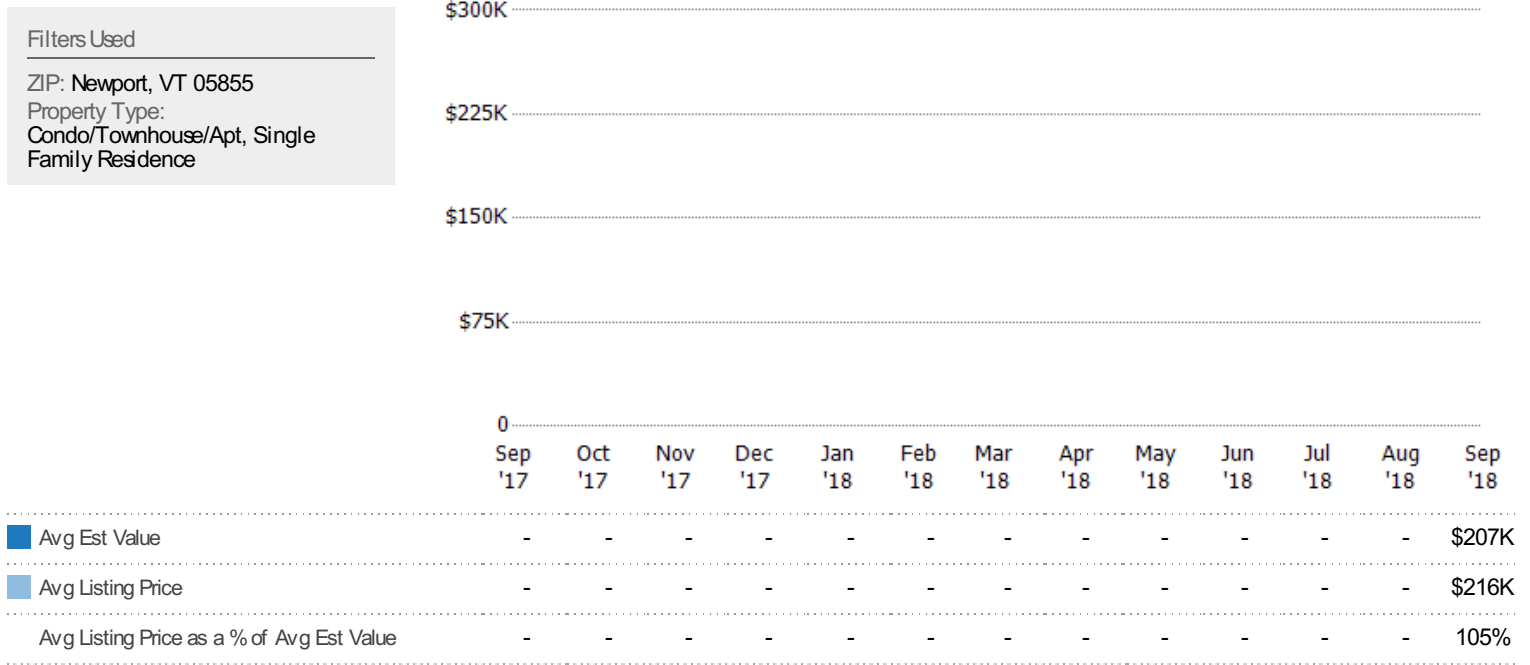 Filters Used
ZIP: Newport, VT 05855
Property Type:
Condo/Townhouse/Apt, Single
Family Residence
$300K
$225K
$150K
$75K
0
Sep Oct Nov Dec Jan Feb Mar Apr May Jun Jul Aug Sep
'17 '17 '17 '17 '18 '18 '18 '18 '18 '18 '18 '18 '18
Avg Est Value - - - - - - - - - - - - $207K
Avg Listing Price - - - - - - - - - - - - $216K
Avg Listing Price as a % of Avg Est Value - - - - - - - - - - - - 105%